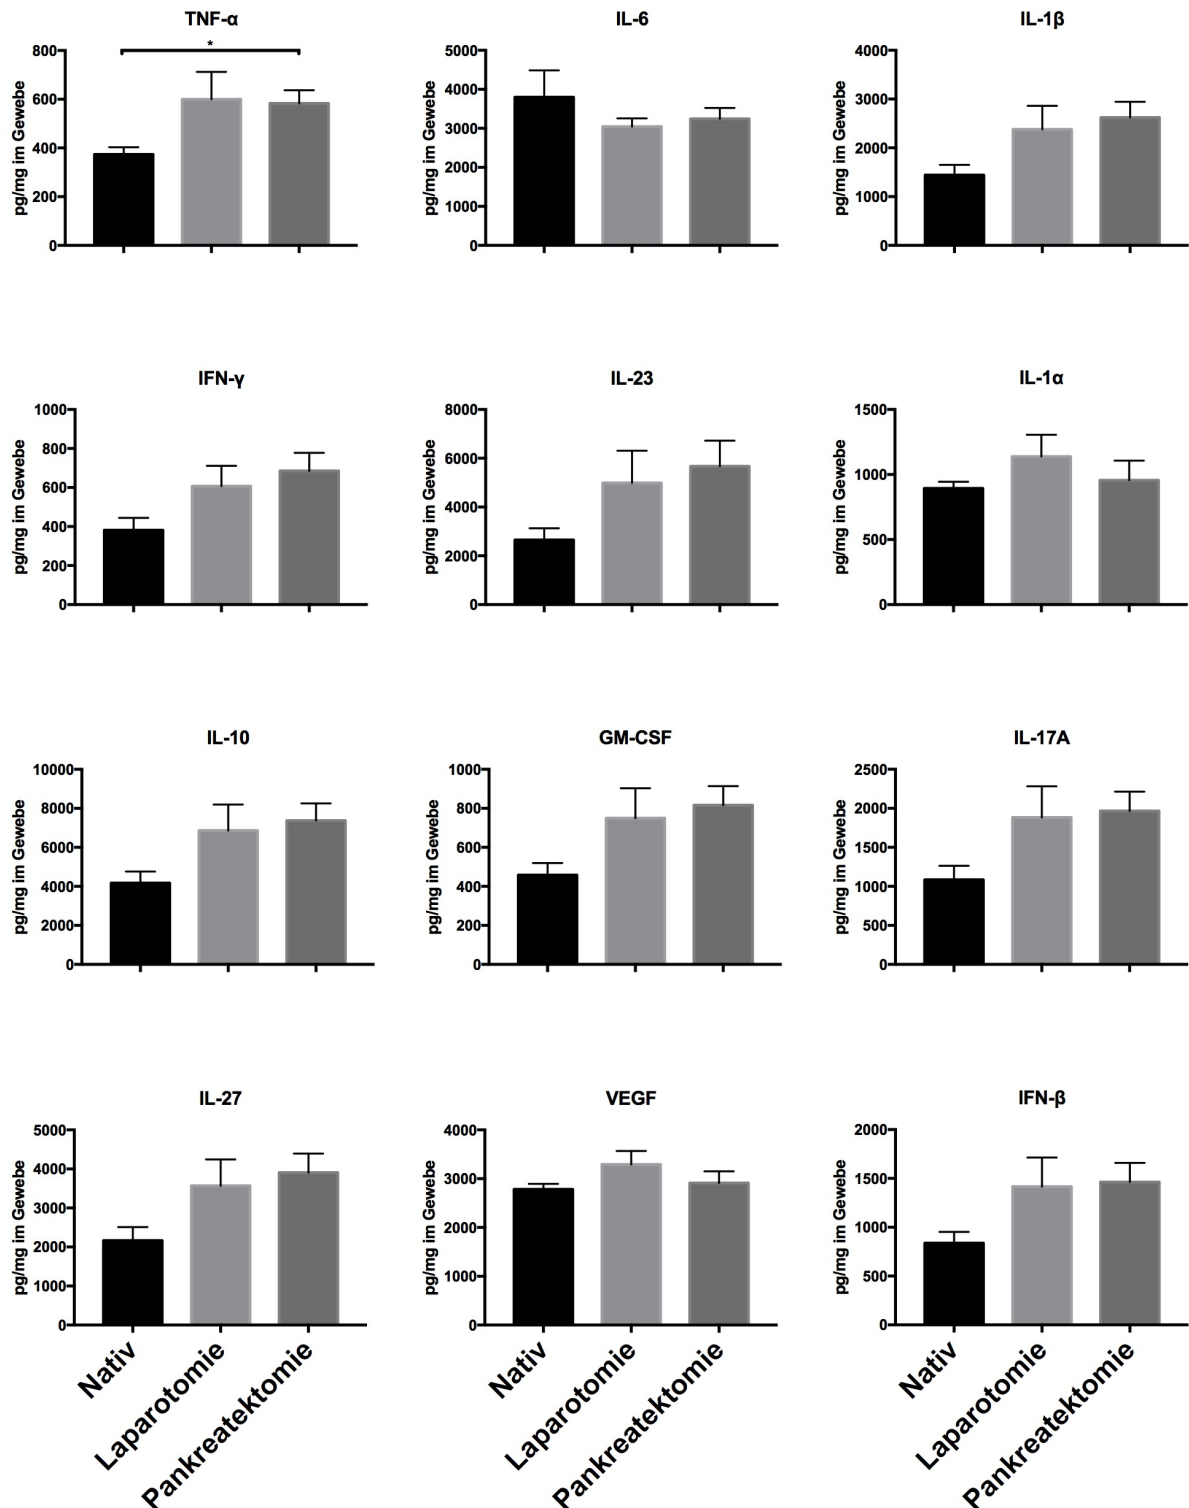 TNF-α
IL-6
IL-1β
*
pg/mg im Gewebe
800
600
400
200
0
pg/mg im Gewebe
5000
4000
3000
2000
1000
0
pg/mg im Gewebe
4000
3000
2000
1000
0
IFN-γ
IL-23
IL-1α
pg/mg im Gewebe
1000
800
600
400
200
0
pg/mg im Gewebe
8000
6000
4000
2000
0
pg/mg im Gewebe
1500
1000
500
0
IL-10
GM-CSF
IL-17A
pg/mg im Gewebe
10000
8000
6000
4000
2000
0
pg/mg im Gewebe
1000
800
600
400
200
0
pg/mg im Gewebe
2500
2000
1500
1000
500
0
IL-27
VEGF
IFN-β
pg/mg im Gewebe
5000
4000
3000
2000
1000
0
pg/mg im Gewebe
4000
3000
2000
1000
0
pg/mg im Gewebe
2000
1500
1000
500
0
Nativ
Laparotomie
Pankreatektomie
Nativ
Laparotomie
Pankreatektomie
Nativ
Laparotomie
Pankreatektomie